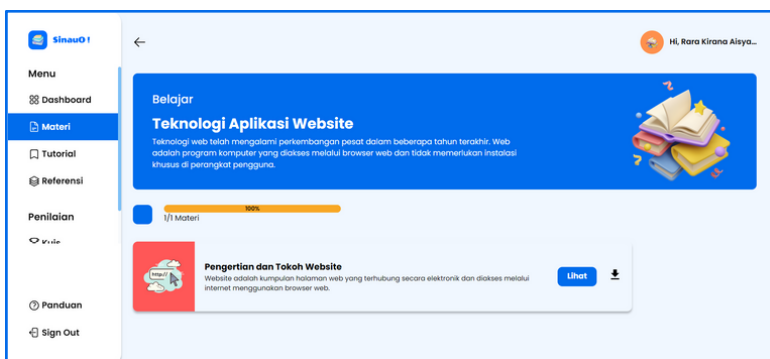 SinauO !
Hi, Rara Kirana Aisya...
Menu
Dashboard
Materi
Tutorial
Referensi
Penilaian
Kuis
Panduan
Sign Out
Belajar
Teknologi Aplikasi Website
Teknologi web telah mengalami perkembangan pesat dalam beberapa tahun terakhir. Web
adalah program komputer yang diakses melalui browser web dan tidak memerlukan instalasi
khusus di perangkat pengguna.
100%
1/1 Materi
http://
Pengertian dan Tokoh Website
Website adalah kumpulan halaman web yang terhubung secara elektronik dan diakses melalui
internet menggunakan browser web.
Lihat